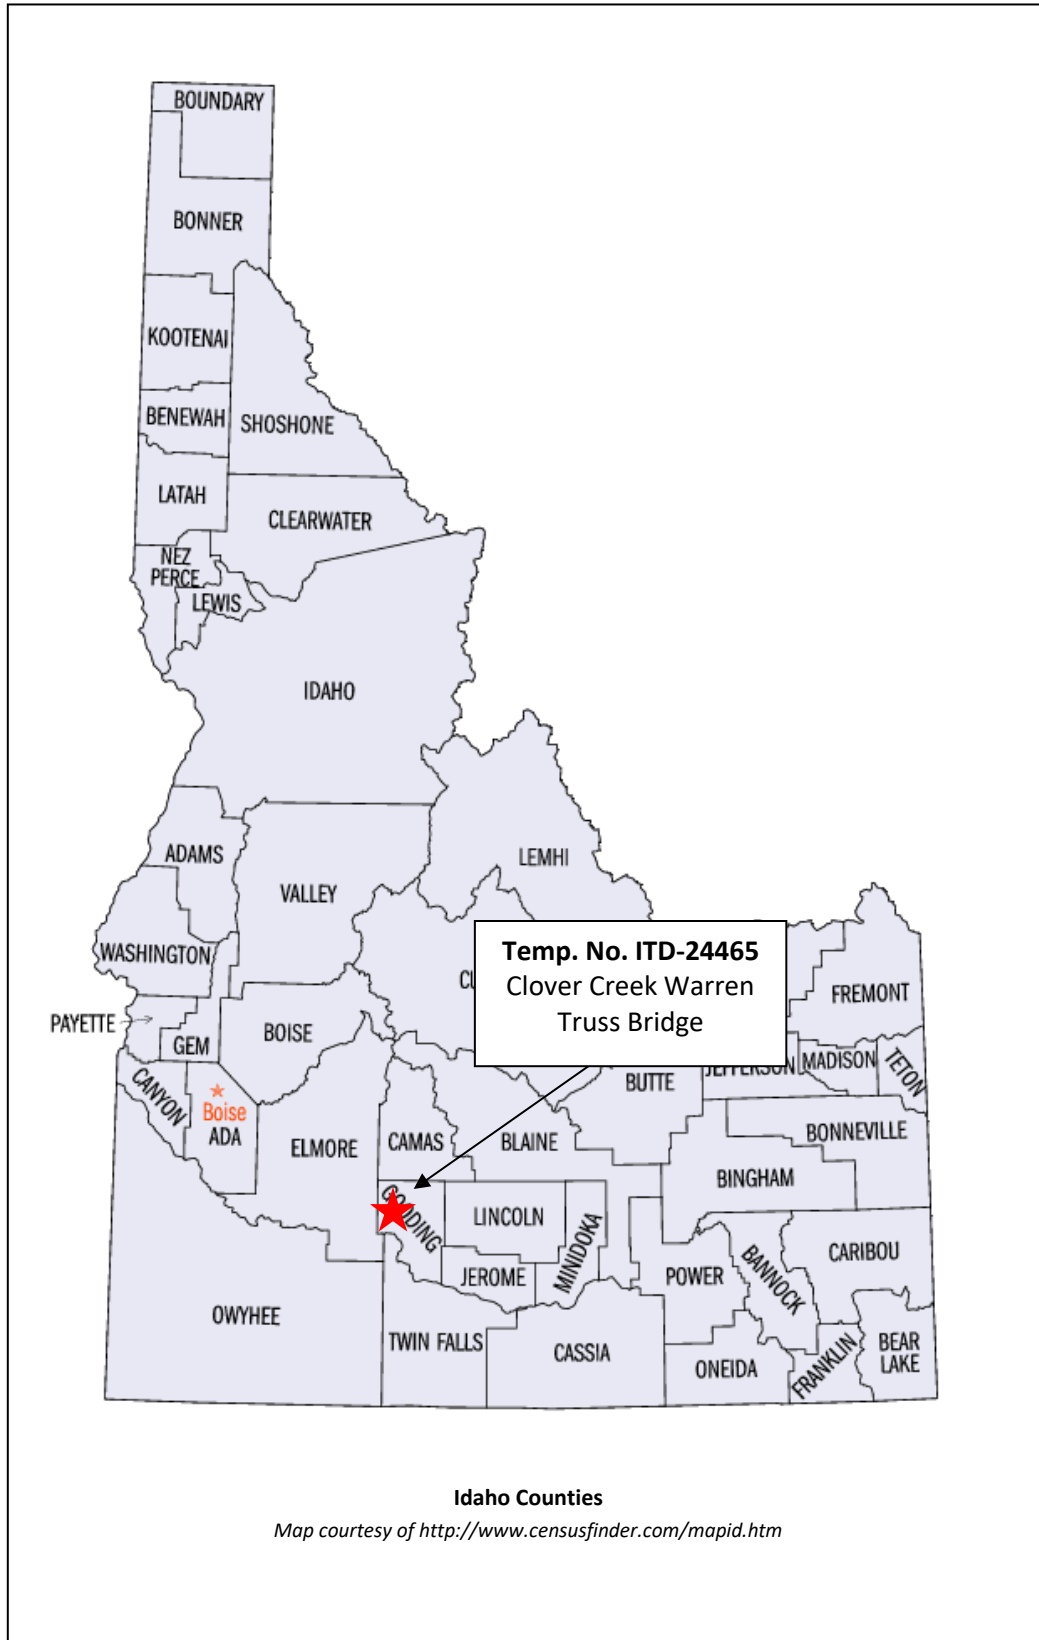 BOUNDARY
BONNER
KOOTENAI
BENEWAH
SHOSHONE
LATAH
CLEARWATER
NEZ
PERCE
LEWIS
IDAHO
ADAMS
LEMHI
VALLEY
WASHINGTON
Temp. No. ITD-24465
Clover Creek Warren
Truss Bridge
FREMONT
PAYETTE
GEM
BOISE
JEFFERSON
MADISON
TETON
CANYON
Boise
ADA
BUTTE
ELMORE
CAMAS
BLAINE
BONNEVILLE
BINGHAM
GOODING
LINCOLN
MINIDOKA
JEROME
POWER
BANNOCK
CARIBOU
OWYHEE
TWIN FALLS
CASSIA
ONEIDA
FRANKLIN
BEAR
LAKE
Idaho Counties
Map courtesy of http://www.censusfinder.com/mapid.htm